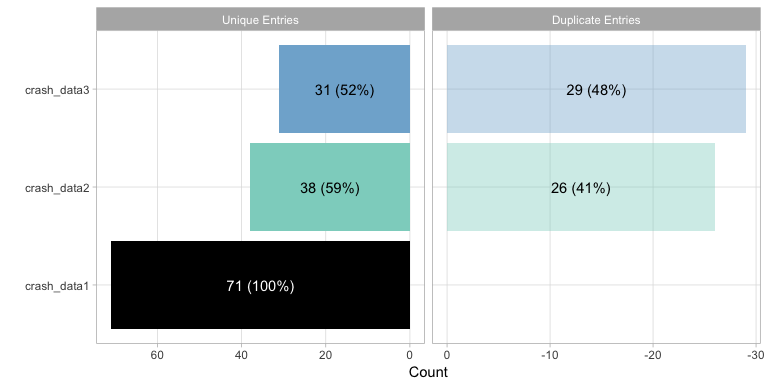 Unique Entries
Duplicate Entries
crash_data3
31 (52%)
29 (48%)
crash_data2
38 (59%)
26 (41%)
crash_data1
71 (100%)
60
40
20
0
0
-10
-20
-30
Count